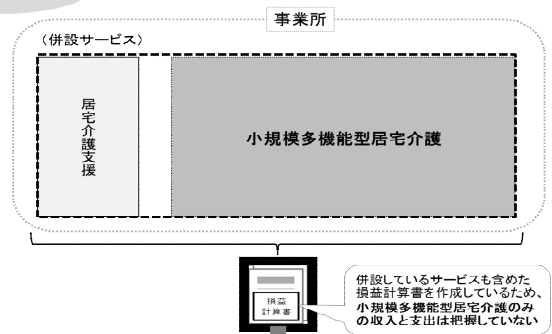 事業所
（併設サービス）
居宅介護支援
小規模多機能型居宅介護
損益
計算書
併設しているサービスも含めた
損益計算書を作成しているため、
小規模多機能型居宅介護のみ
の収入と支出は把握していない